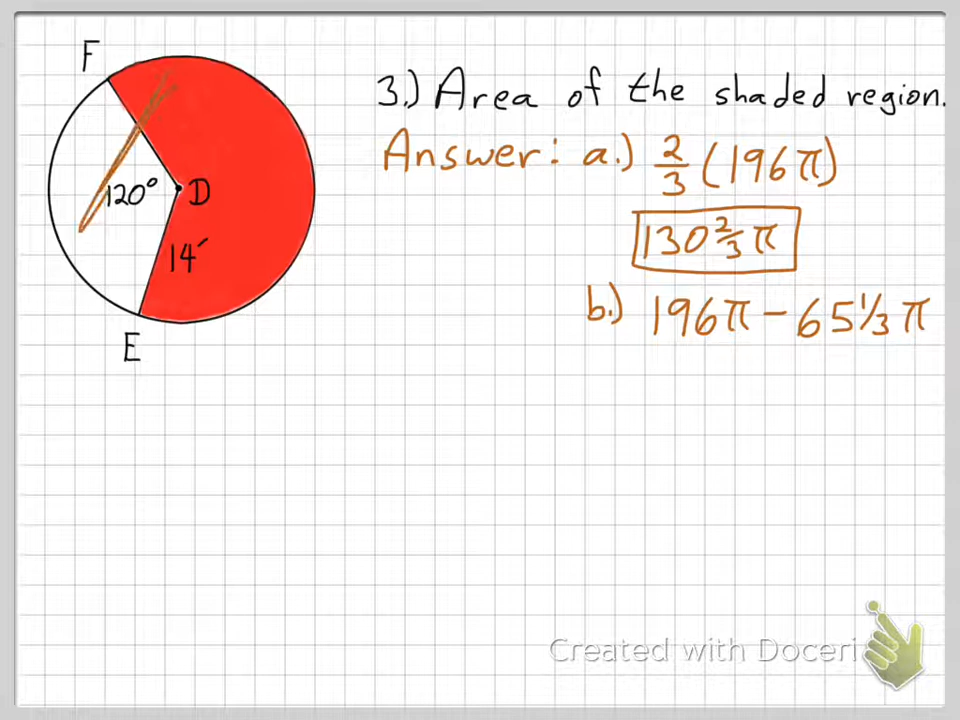 F
3.) Area of the shaded region.
Answer: a.) 2/3 (196π)
120° D
130 2/3 π
14'
b.) 196π − 65 1/3 π
E
Created with Doceri